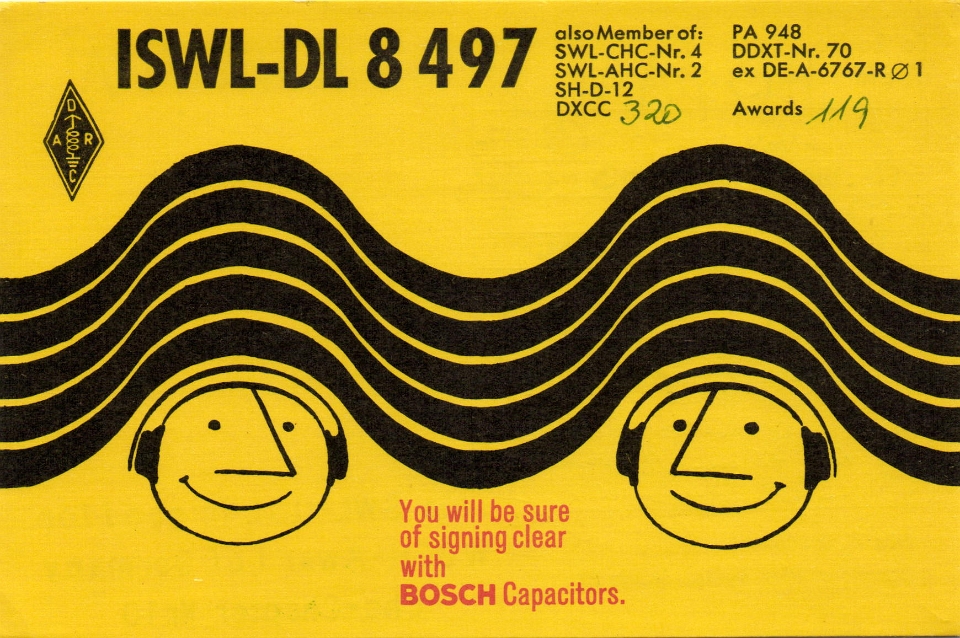 ISWL-DL 8497
also Member of:
SWL-CHC-Nr. 4
SWL-AHC-Nr. 2
SH-D-12
DXCC 320
PA 948
DDXT-Nr. 70
ex DE-A-6767-R Ø 1
Awards 119
D
A R
C
You will be sure
of signing clear
with
BOSCH Capacitors.